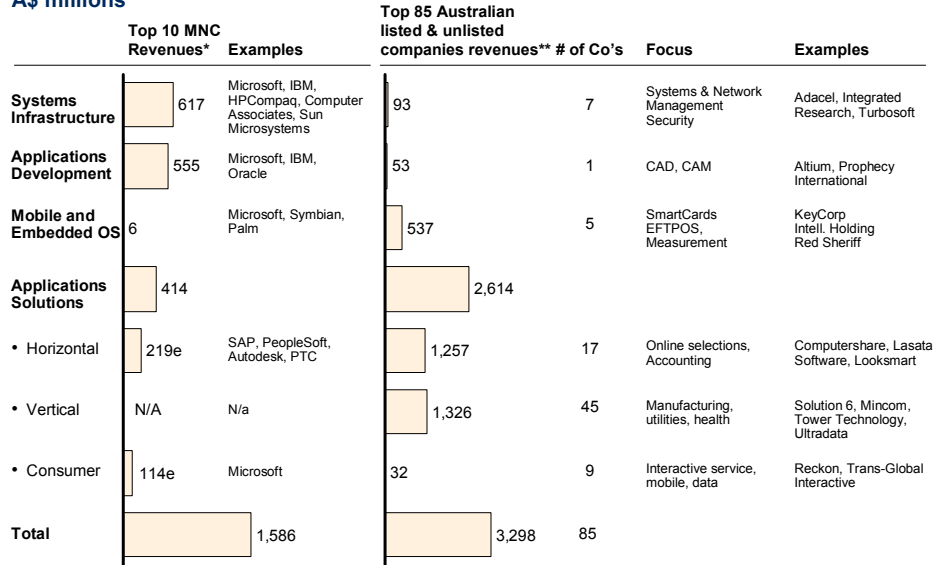 A$ millions
Top 10 MNC
Revenues*
Examples
Top 85 Australian
listed & unlisted
companies revenues**
# of Co's
Focus
Examples
Systems
Infrastructure
617
Microsoft, IBM,
HPCompaq, Computer
Associates, Sun
Microsystems
93
7
Systems & Network
Management
Security
Adacel, Integrated
Research, Turbosoft
Applications
Development
555
Microsoft, IBM,
Oracle
53
1
CAD, CAM
Altium, Prophecy
International
Mobile and
Embedded OS
6
Microsoft, Symbian,
Palm
537
5
SmartCards
EFTPOS,
Measurement
KeyCorp
Intell. Holding
Red Sheriff
Applications
Solutions
414
2,614
• Horizontal
219e
SAP, PeopleSoft,
Autodesk, PTC
1,257
17
Online selections,
Accounting
Computershare, Lasata
Software, Looksmart
• Vertical
N/A
N/a
1,326
45
Manufacturing,
utilities, health
Solution 6, Mincom,
Tower Technology,
Ultradata
• Consumer
114e
Microsoft
32
9
Interactive service,
mobile, data
Reckon, Trans-Global
Interactive
Total
1,586
3,298
85